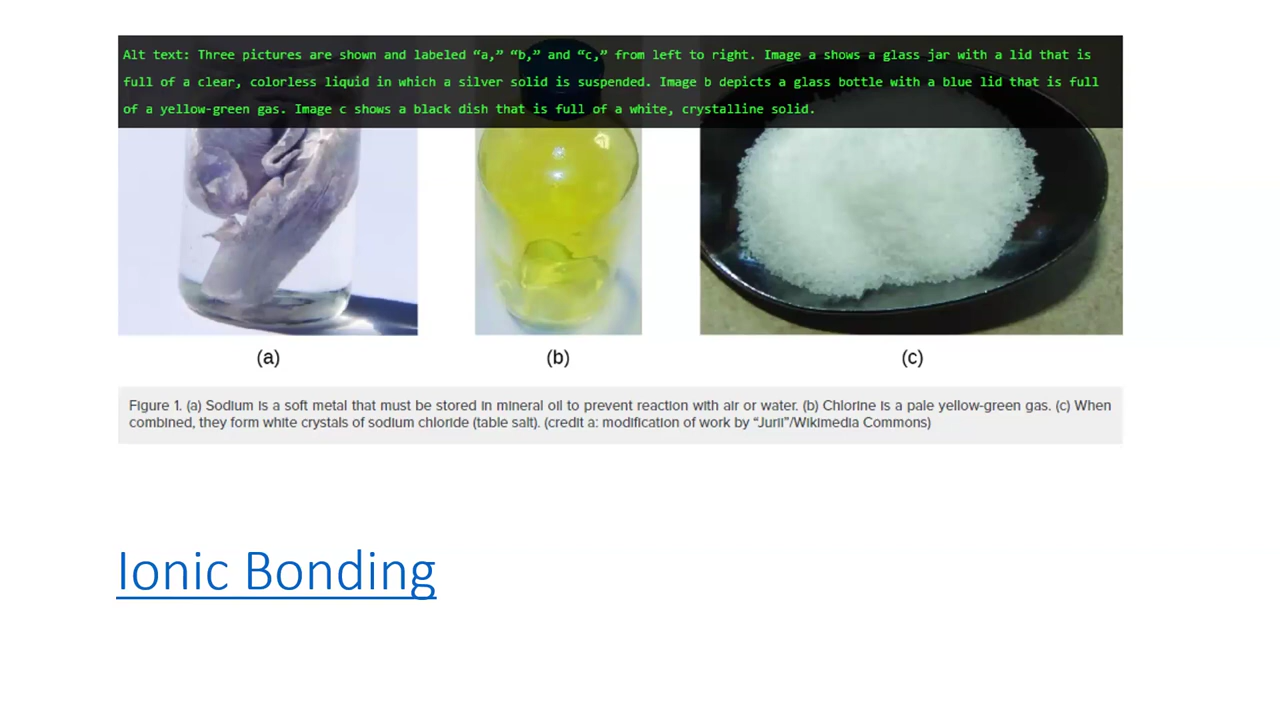 Alt text: Three pictures are shown and labeled “a,” “b,” and “c,” from left to right. Image a shows a glass jar with a lid that is
full of a clear, colorless liquid in which a silver solid is suspended. Image b depicts a glass bottle with a blue lid that is full
of a yellow-green gas. Image c shows a black dish that is full of a white, crystalline solid.
(a)
(b)
(c)
Figure 1. (a) Sodium is a soft metal that must be stored in mineral oil to prevent reaction with air or water. (b) Chlorine is a pale yellow-green gas. (c) When
combined, they form white crystals of sodium chloride (table salt). (credit a: modification of work by “Jurii”/Wikimedia Commons)
Ionic Bonding